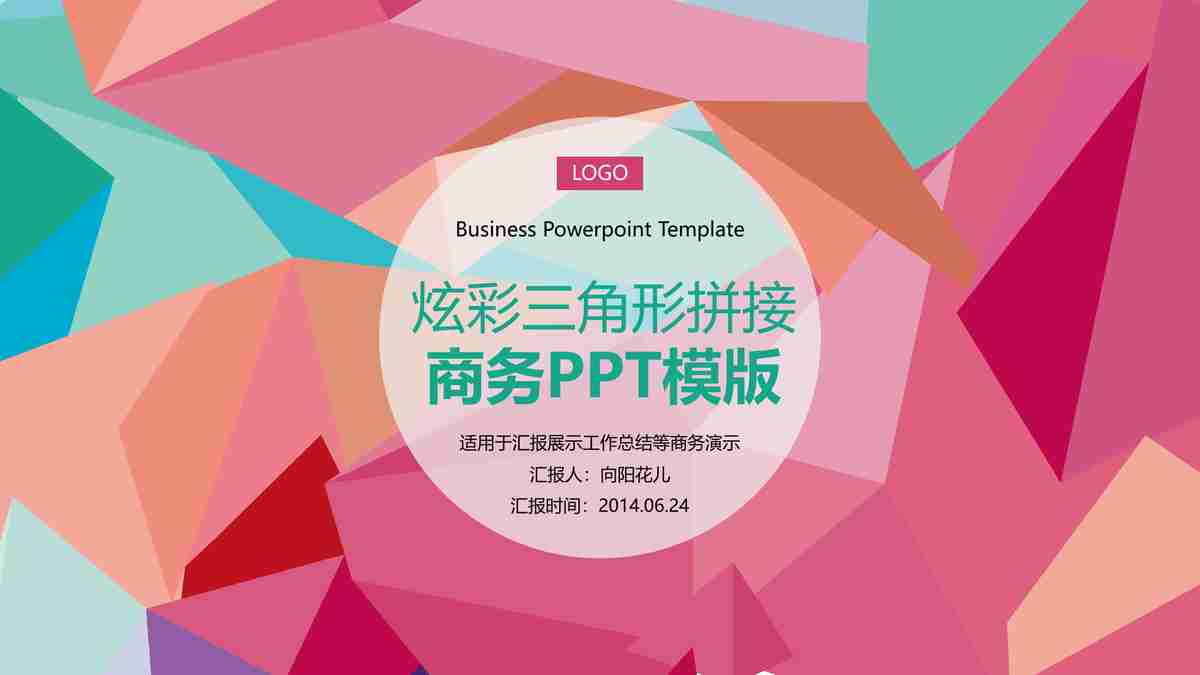 LOGO
Business Powerpoint Template
炫彩三角形拼接
商务PPT模版
适用于汇报展示工作总结等商务演示
汇报人：向阳花儿
汇报时间：2014.06.24